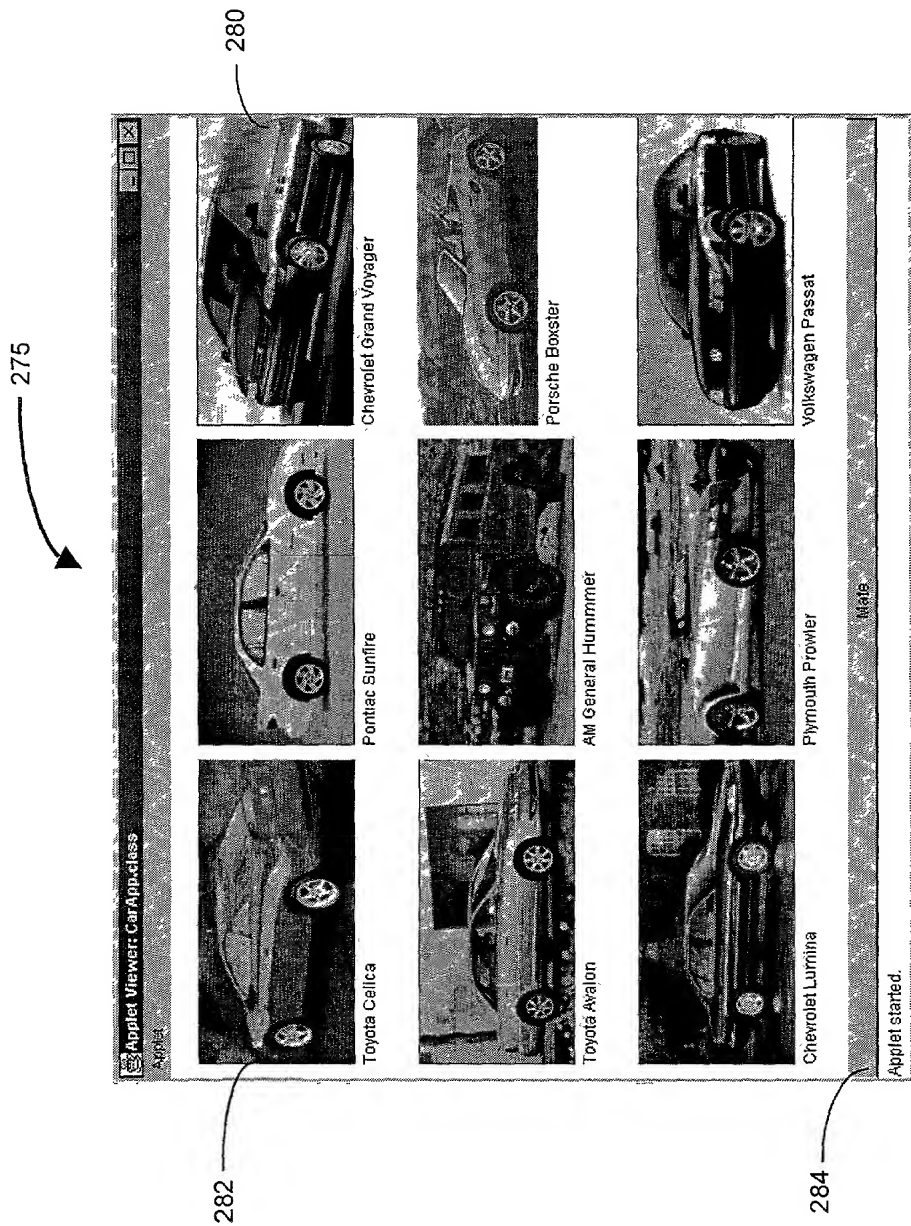 275
Applet Viewer: CarApp.class
Applet
282
280
Toyota Celica
Pontiac Sunfire
Chevrolet Grand Voyager
Toyota Avalon
AM General Hummmer
Porsche Boxster
Chevrolet Lumina
Plymouth Prowler
Volkswagen Passat
284
Mate
Applet started.